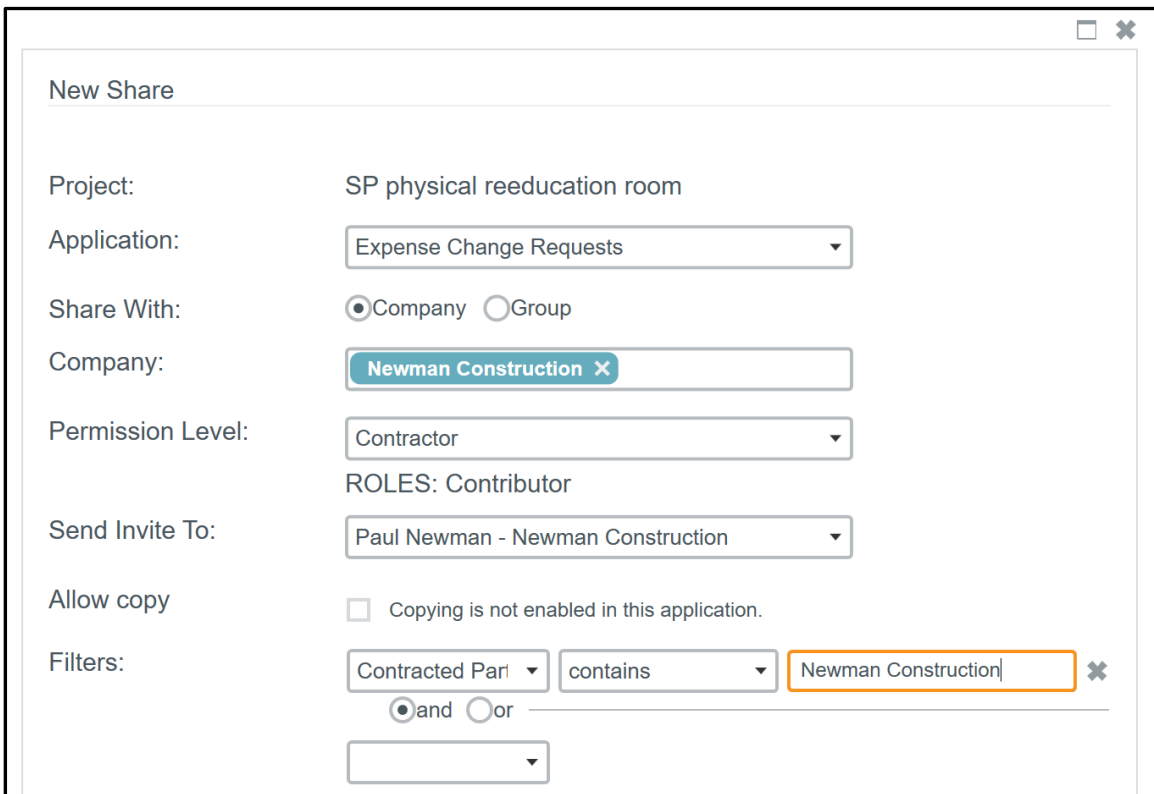 New Share
Project: SP physical reeducation room
Application: Expense Change Requests
Share With: Company Group
Company: Newman Construction
Permission Level: Contractor
ROLES: Contributor
Send Invite To: Paul Newman - Newman Construction
Allow copy Copying is not enabled in this application.
Filters: Contracted Part contains Newman Construction
and or